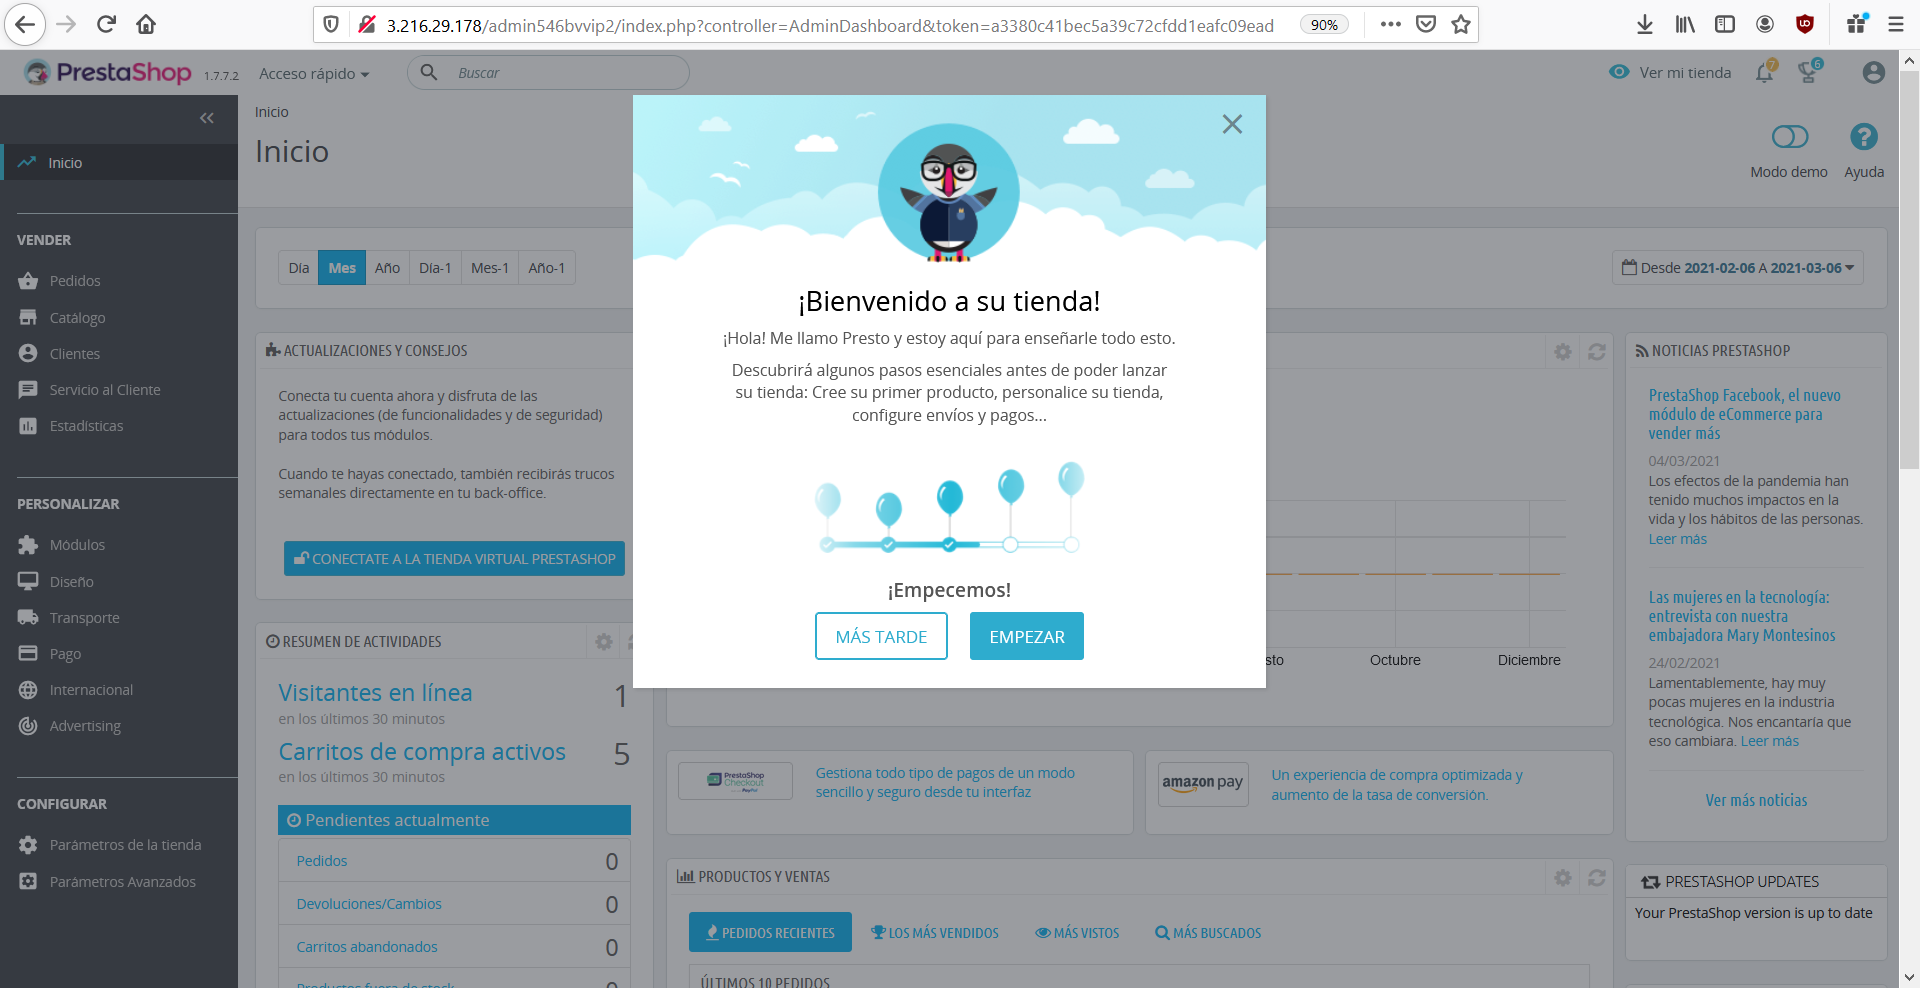 3.216.29.178/admin546bvvip2/index.php?controller=AdminDashboard&token=a3380c41bec5a39c72cfdd1eafc09ead
90%
PrestaShop 1.7.7.2
Acceso rápido
Buscar
Ver mi tienda
7
6
Inicio
VENDER
Pedidos
Catálogo
Clientes
Servicio al Cliente
Estadísticas
PERSONALIZAR
Módulos
Diseño
Transporte
Pago
Internacional
Advertising
CONFIGURAR
Parámetros de la tienda
Parámetros Avanzados
Inicio
Inicio
Modo demo
Ayuda
Día Mes Año Día-1 Mes-1 Año-1
Desde 2021-02-06 A 2021-03-06
ACTUALIZACIONES Y CONSEJOS
Conecta tu cuenta ahora y disfruta de las
actualizaciones (de funcionalidades y de seguridad)
para todos tus módulos.
Cuando te hayas conectado, también recibirás trucos
semanales directamente en tu back-office.
CONECTATE A LA TIENDA VIRTUAL PRESTASHOP
RESUMEN DE ACTIVIDADES
Visitantes en línea 1
en los últimos 30 minutos
Carritos de compra activos 5
en los últimos 30 minutos
Pendientes actualmente
Pedidos 0
Devoluciones/Cambios 0
Carritos abandonados 0
Productos fuera de stock
¡Bienvenido a su tienda!
¡Hola! Me llamo Presto y estoy aquí para enseñarle todo esto.
Descubrirá algunos pasos esenciales antes de poder lanzar
su tienda: Cree su primer producto, personalice su tienda,
configure envíos y pagos...
¡Empecemos!
MÁS TARDE
EMPEZAR
sto Octubre Diciembre
PrestaShop
Checkout
PayPal
Gestiona todo tipo de pagos de un modo
sencillo y seguro desde tu interfaz
amazon pay
Un experiencia de compra optimizada y
aumento de la tasa de conversión.
PRODUCTOS Y VENTAS
PEDIDOS RECIENTES
LOS MÁS VENDIDOS
MÁS VISTOS
MÁS BUSCADOS
ÚLTIMOS 10 PEDIDOS
NOTICIAS PRESTASHOP
PrestaShop Facebook, el nuevo
módulo de eCommerce para
vender más
04/03/2021
Los efectos de la pandemia han
tenido muchos impactos en la
vida y los hábitos de las personas.
Leer más
Las mujeres en la tecnología:
entrevista con nuestra
embajadora Mary Montesinos
24/02/2021
Lamentablemente, hay muy
pocas mujeres en la industria
tecnológica. Nos encantaría que
eso cambiara. Leer más
Ver más noticias
PRESTASHOP UPDATES
Your PrestaShop version is up to date